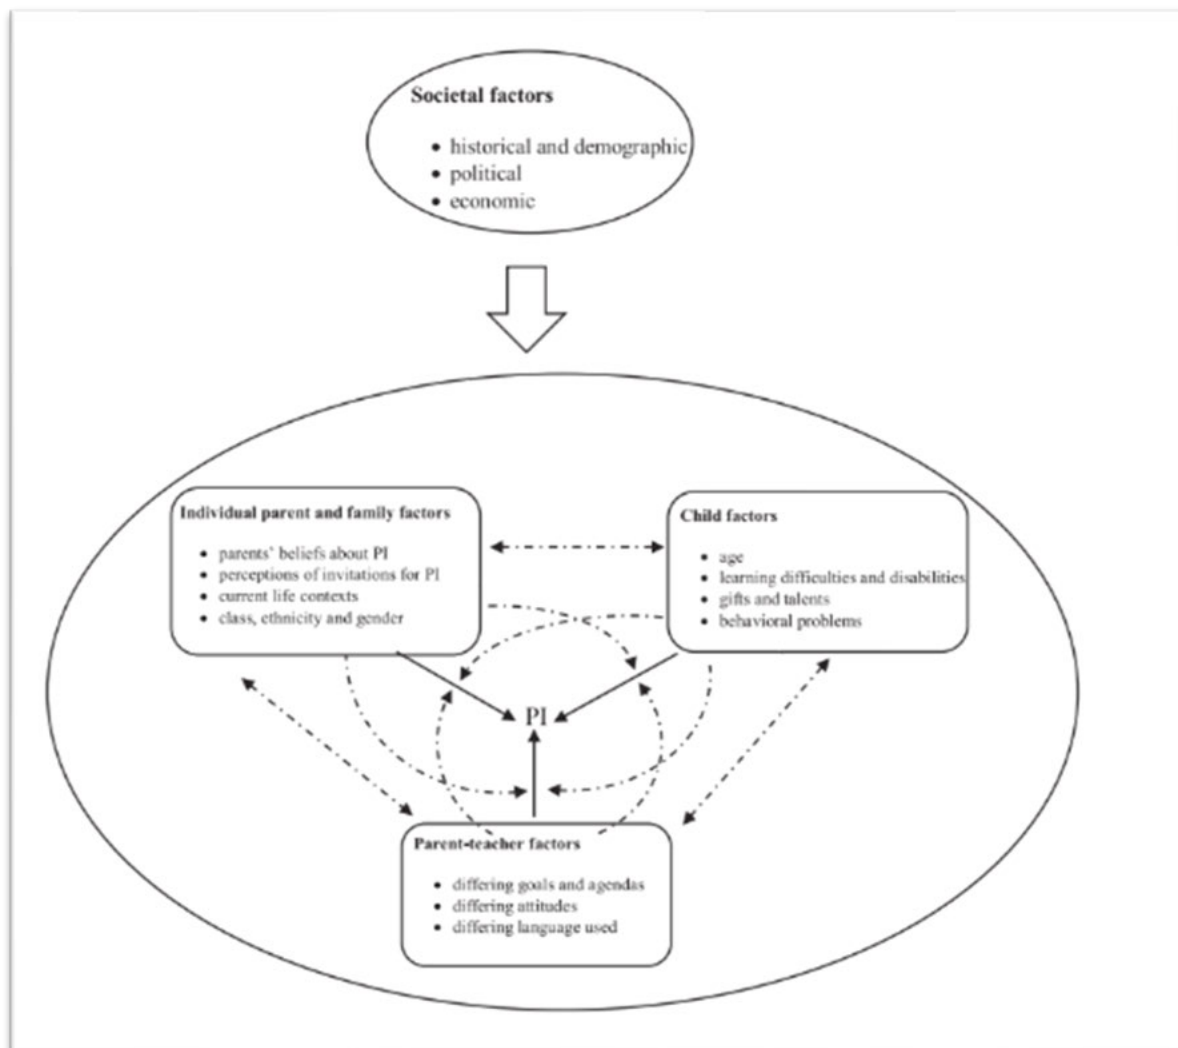 Societal factors
• historical and demographic
• political
• economic
Individual parent and family factors
• parents' beliefs about PI
• perceptions of invitations for PI
• current life contexts
• class, ethnicity and gender
Child factors
• age
• learning difficulties and disabilities
• gifts and talents
• behavioral problems
PI
Parent-teacher factors
• differing goals and agendas
• differing attitudes
• differing language used